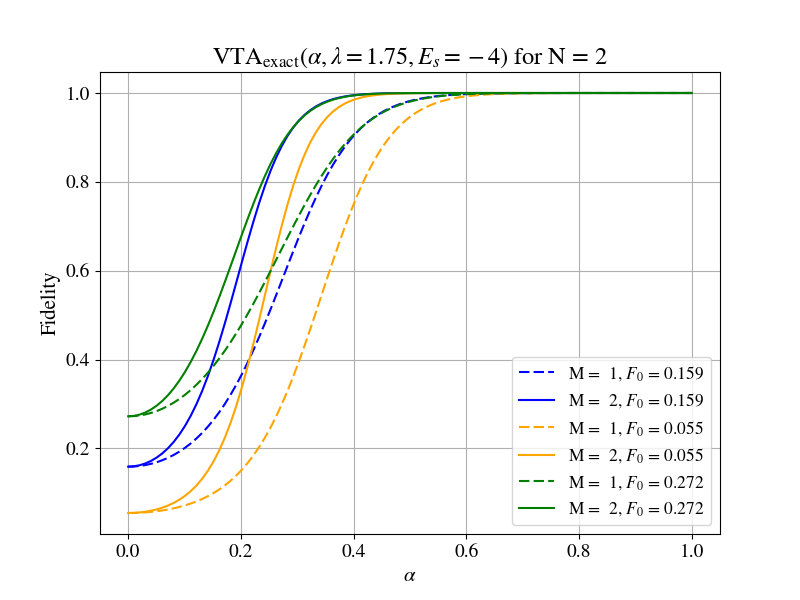 VTA_exact(α, λ = 1.75, E_s = −4) for N = 2
Fidelity
1.0
0.8
0.6
0.4
0.2
0.0 0.2 0.4 0.6 0.8 1.0
α
M = 1, F_0 = 0.159
M = 2, F_0 = 0.159
M = 1, F_0 = 0.055
M = 2, F_0 = 0.055
M = 1, F_0 = 0.272
M = 2, F_0 = 0.272